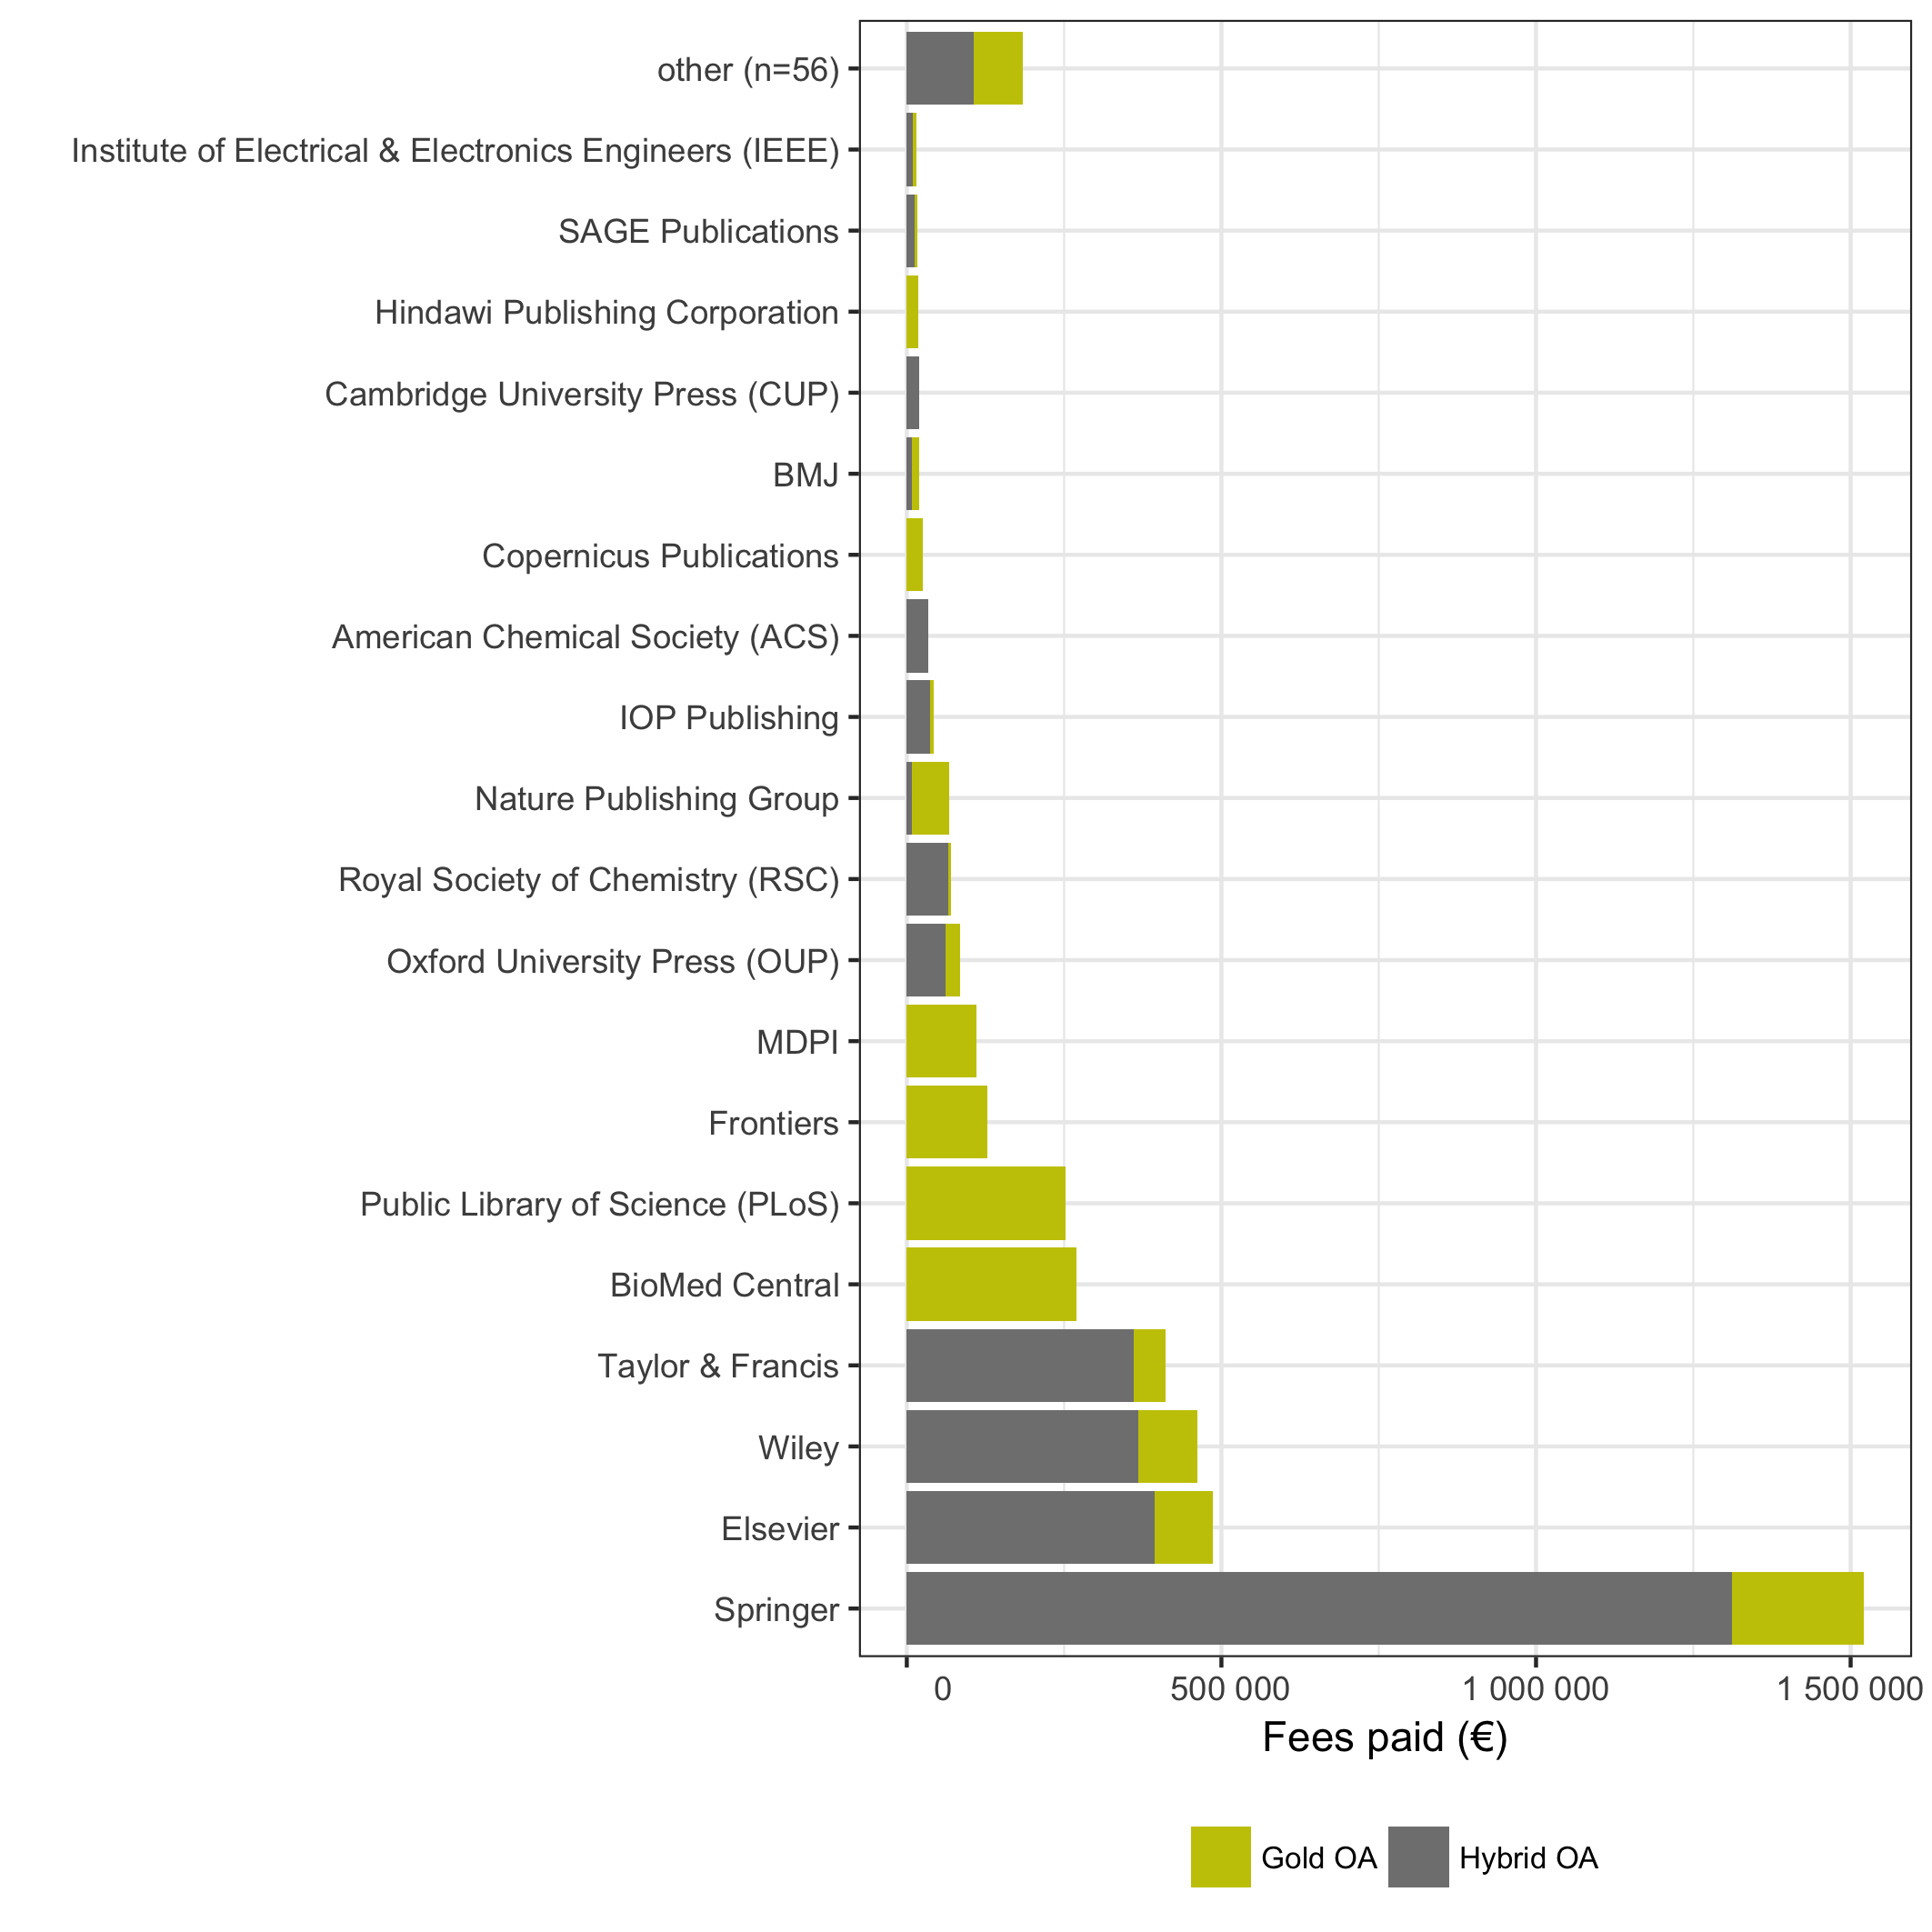 other (n=56)
Institute of Electrical & Electronics Engineers (IEEE)
SAGE Publications
Hindawi Publishing Corporation
Cambridge University Press (CUP)
BMJ
Copernicus Publications
American Chemical Society (ACS)
IOP Publishing
Nature Publishing Group
Royal Society of Chemistry (RSC)
Oxford University Press (OUP)
MDPI
Frontiers
Public Library of Science (PLoS)
BioMed Central
Taylor & Francis
Wiley
Elsevier
Springer
0 500 000 1 000 000 1 500 000
Fees paid (€)
Gold OA Hybrid OA